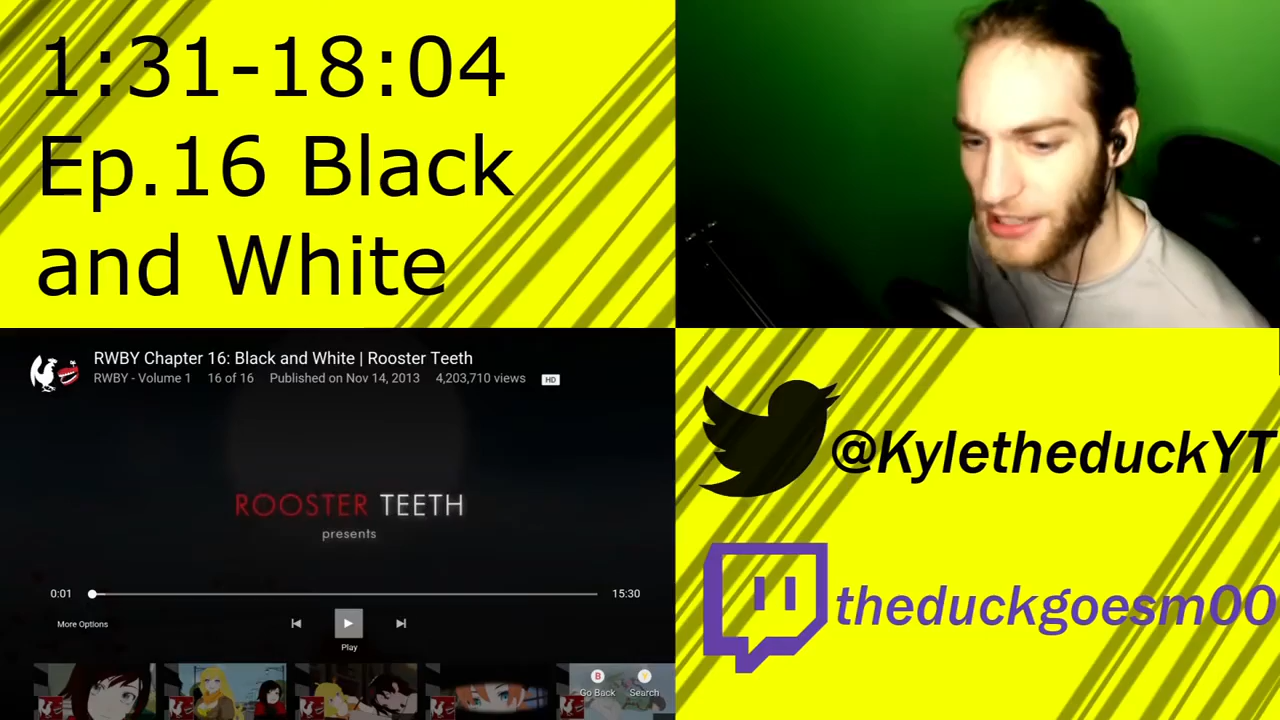 1:31-18:04
Ep.16 Black
and White
RWBY Chapter 16: Black and White | Rooster Teeth
RWBY - Volume 1 16 of 16 Published on Nov 14, 2013 4,203,710 views HD
ROOSTER TEETH
presents
0:01 15:30
More Options
Play
B Y
Go Back Search
@KyletheduckYT
theduckgoesm00